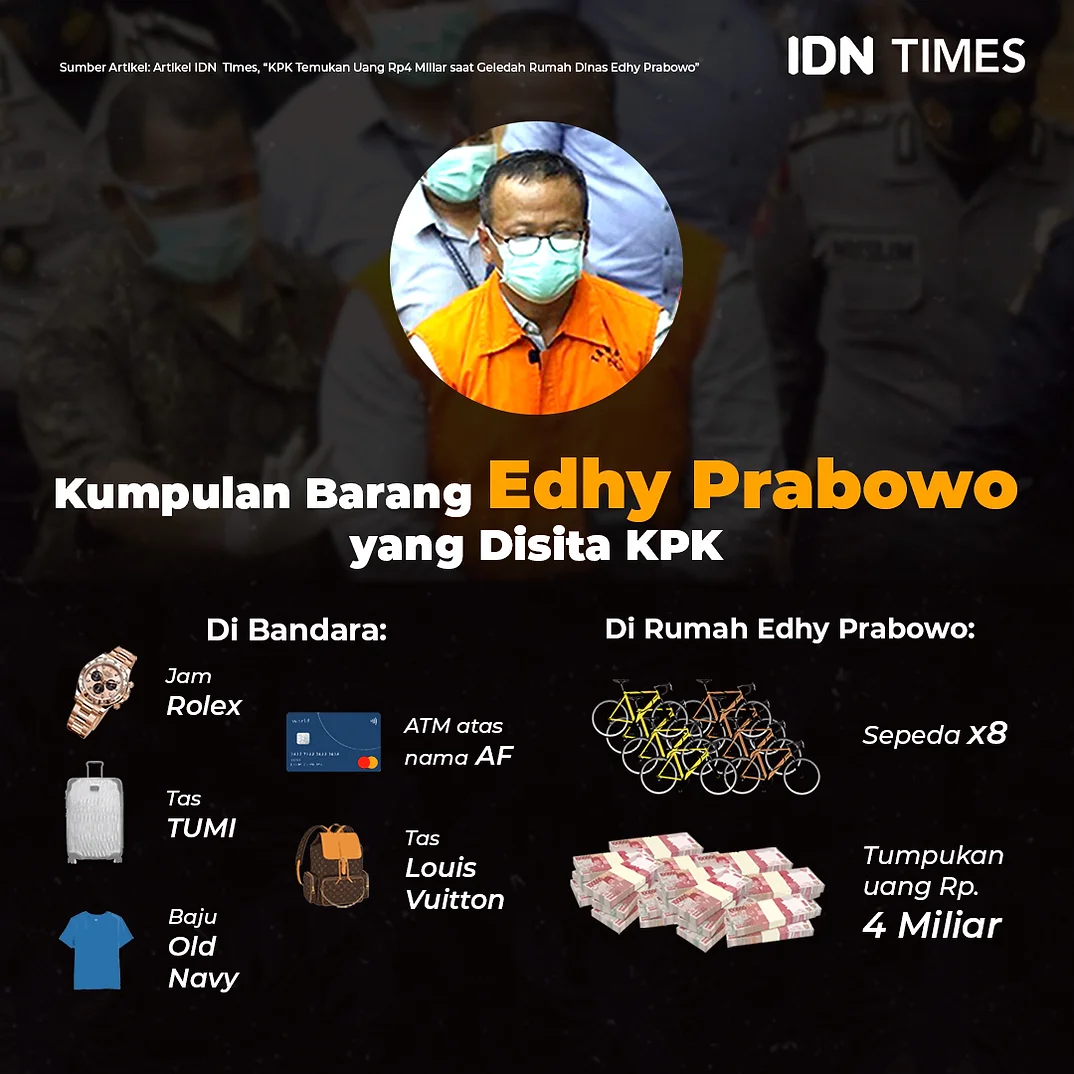 Sumber Artikel: Artikel IDN Times, “KPK Temukan Uang Rp4 Miliar saat Geledah Rumah Dinas Edhy Prabowo”
IDN TIMES
Kumpulan Barang Edhy Prabowo
yang Disita KPK
Di Bandara:
Jam
Rolex
ATM atas
nama AF
Tas
TUMI
Tas
Louis
Vuitton
Baju
Old
Navy
Di Rumah Edhy Prabowo:
Sepeda x8
Tumpukan
uang Rp.
4 Miliar